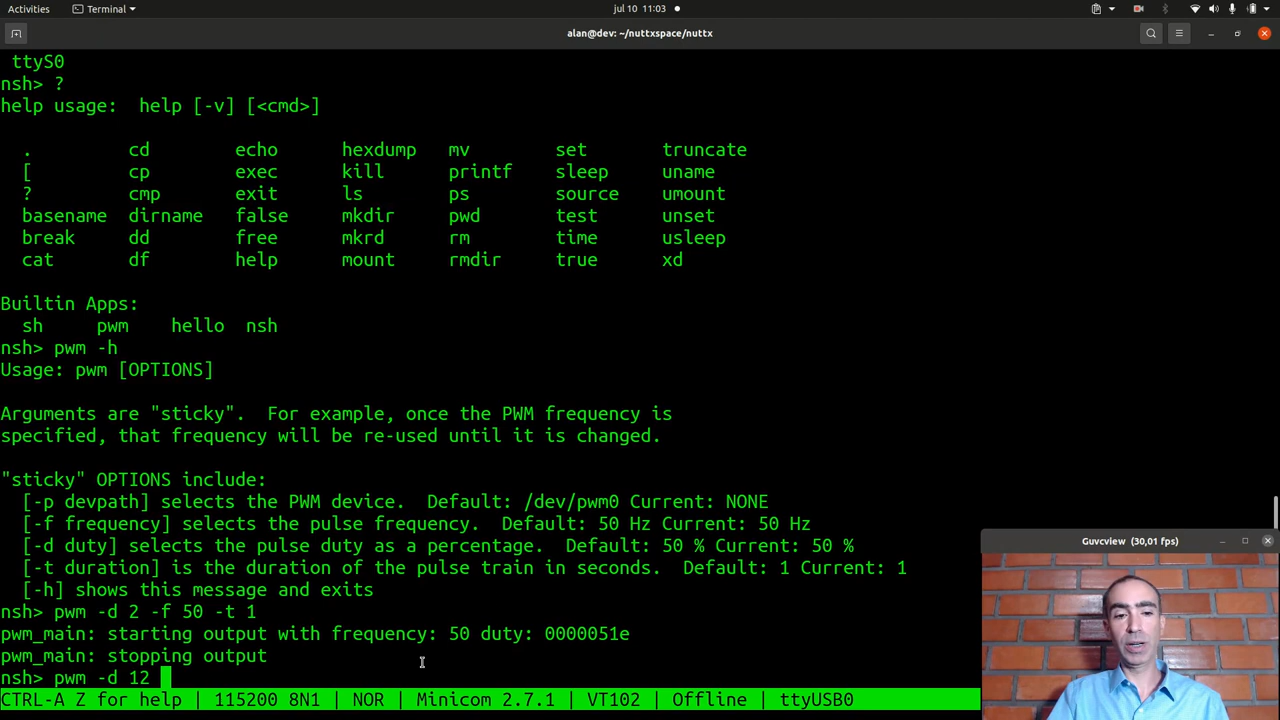 Activities Terminal jul 10 11:03
alan@dev: ~/nuttxspace/nuttx
ttyS0
nsh> ?
help usage:  help [-v] [<cmd>]
. cd echo hexdump mv set truncate
[ cp exec kill printf sleep uname
? cmp exit ls ps source umount
basename dirname false mkdir pwd test unset
break dd free mkrd rm time usleep
cat df help mount rmdir true xd
Builtin Apps:
sh pwm hello nsh
nsh> pwm -h
Usage: pwm [OPTIONS]
Arguments are "sticky".  For example, once the PWM frequency is
specified, that frequency will be re-used until it is changed.
"sticky" OPTIONS include:
[-p devpath] selects the PWM device.  Default: /dev/pwm0 Current: NONE
[-f frequency] selects the pulse frequency.  Default: 50 Hz Current: 50 Hz
[-d duty] selects the pulse duty as a percentage.  Default: 50 % Current: 50 %
[-t duration] is the duration of the pulse train in seconds.  Default: 1 Current: 1
[-h] shows this message and exits
nsh> pwm -d 2 -f 50 -t 1
pwm_main: starting output with frequency: 50 duty: 0000051e
pwm_main: stopping output
nsh> pwm -d 12
CTRL-A Z for help | 115200 8N1 | NOR | Minicom 2.7.1 | VT102 | Offline | ttyUSB0
Guvcview (30,01 fps)